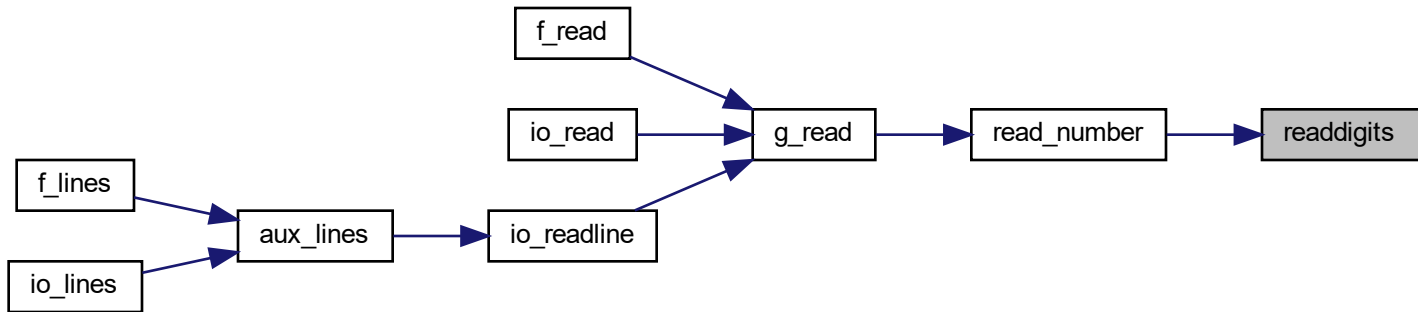 f_read
io_read
g_read
read_number
readdigits
f_lines
aux_lines
io_readline
io_lines